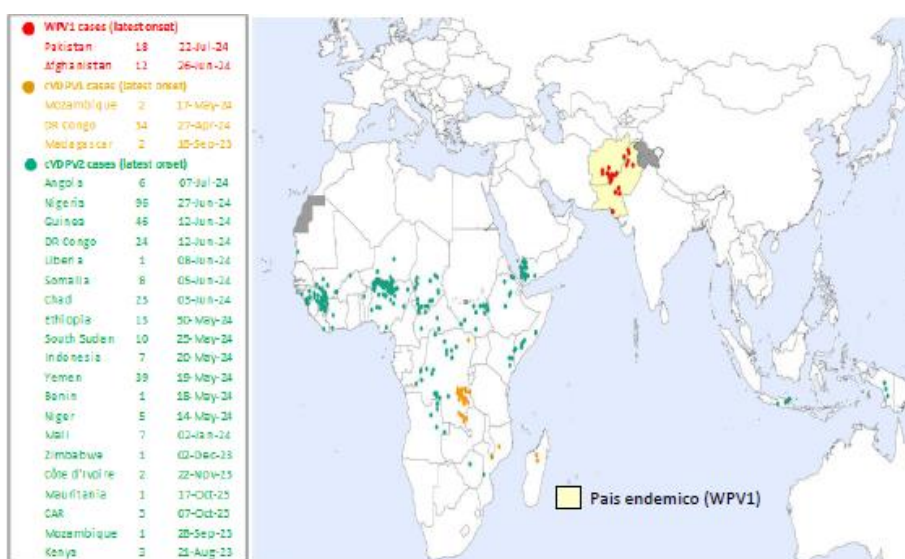 WPV1 cases (latest onset)
Pakistan 18 22-Jul-24
Afghanistan 12 26-Jun-24
cVDPV1 cases (latest onset)
Mozambique 2 17-May-24
DR Congo 34 27-Apr-24
Madagascar 2 16-Sep-23
cVDPV2 cases (latest onset)
Angola 6 07-Jul-24
Nigeria 96 27-Jun-24
Guinea 46 12-Jun-24
DR Congo 24 12-Jun-24
Liberia 1 08-Jun-24
Somalia 8 05-Jun-24
Chad 25 03-Jun-24
Ethiopia 15 30-May-24
South Sudan 10 25-May-24
Indonesia 7 20-May-24
Yemen 39 19-May-24
Benin 1 18-May-24
Niger 5 14-May-24
Mali 7 02-Jan-24
Zimbabwe 1 02-Dec-23
Côte d'Ivoire 2 22-Nov-23
Mauritania 1 17-Oct-23
CAR 07-Oct-23
Mozambique 1 28-Sep-23
Kenya 3 21-Aug-23
Pais endemico (WPV1)